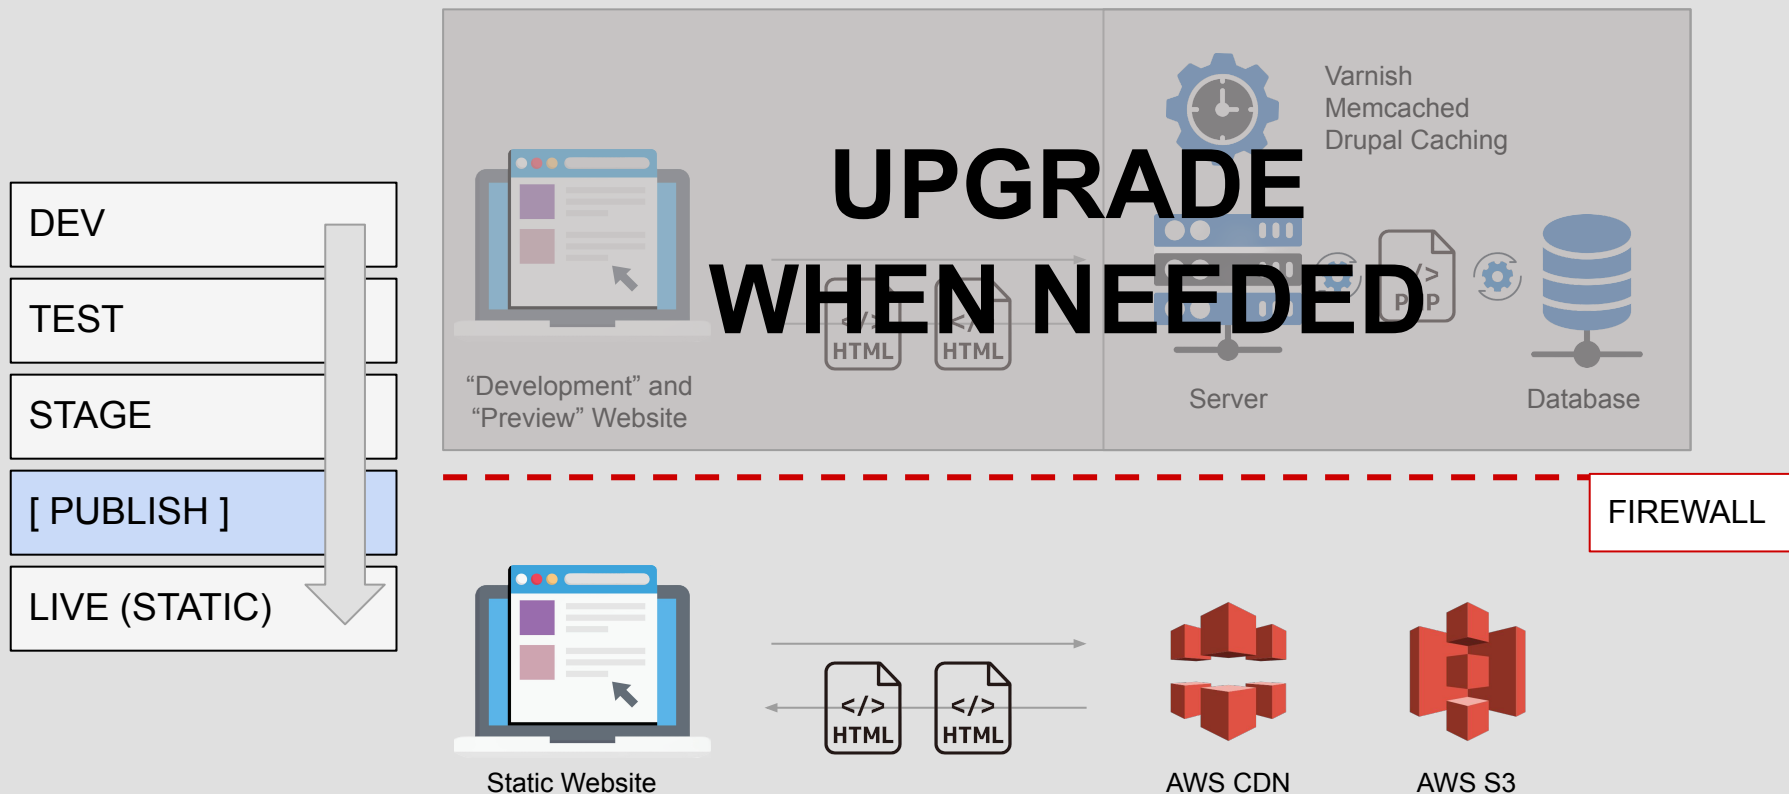 DEV
TEST
STAGE
[ PUBLISH ]
LIVE (STATIC)
UPGRADE
WHEN NEEDED
Varnish
Memcached
Drupal Caching
</>
HTML
</>
HTML
</>
PHP
“Development” and
“Preview” Website
Server
Database
FIREWALL
</>
HTML
</>
HTML
Static Website
AWS CDN
AWS S3